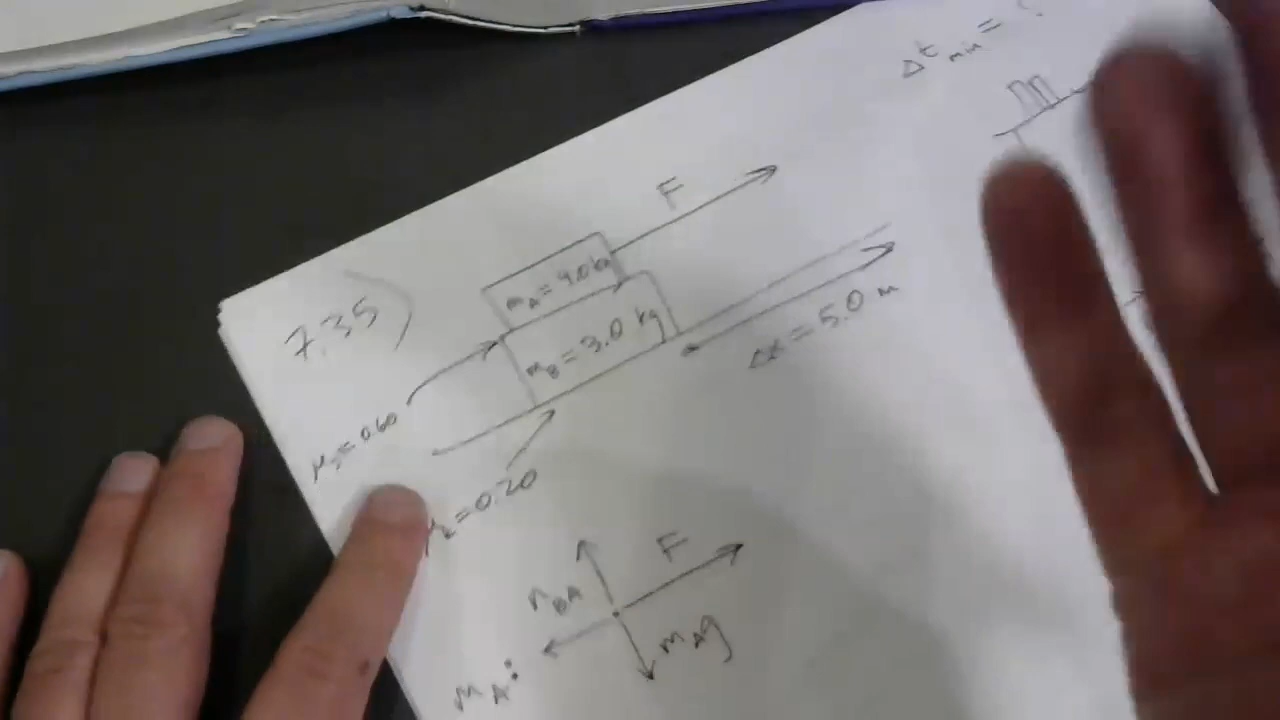 Δt min = ?
7.35)
F
mA = 4.0 kg
mB = 3.0 kg
Δx = 5.0 m
μs = 0.60
μk = 0.20
mA:
nBA
F
mAg